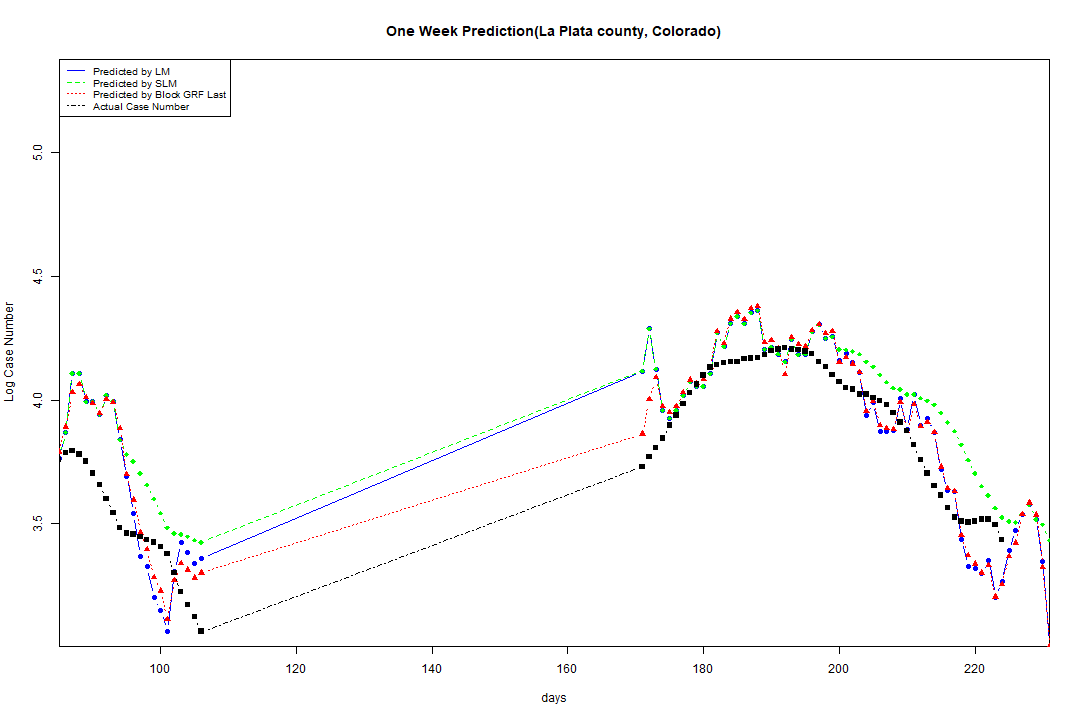 One Week Prediction(La Plata county, Colorado)
Predicted by LM
Predicted by SLM
Predicted by Block GRF Last
Actual Case Number
5.0
4.5
4.0
3.5
Log Case Number
100 120 140 160 180 200 220
days